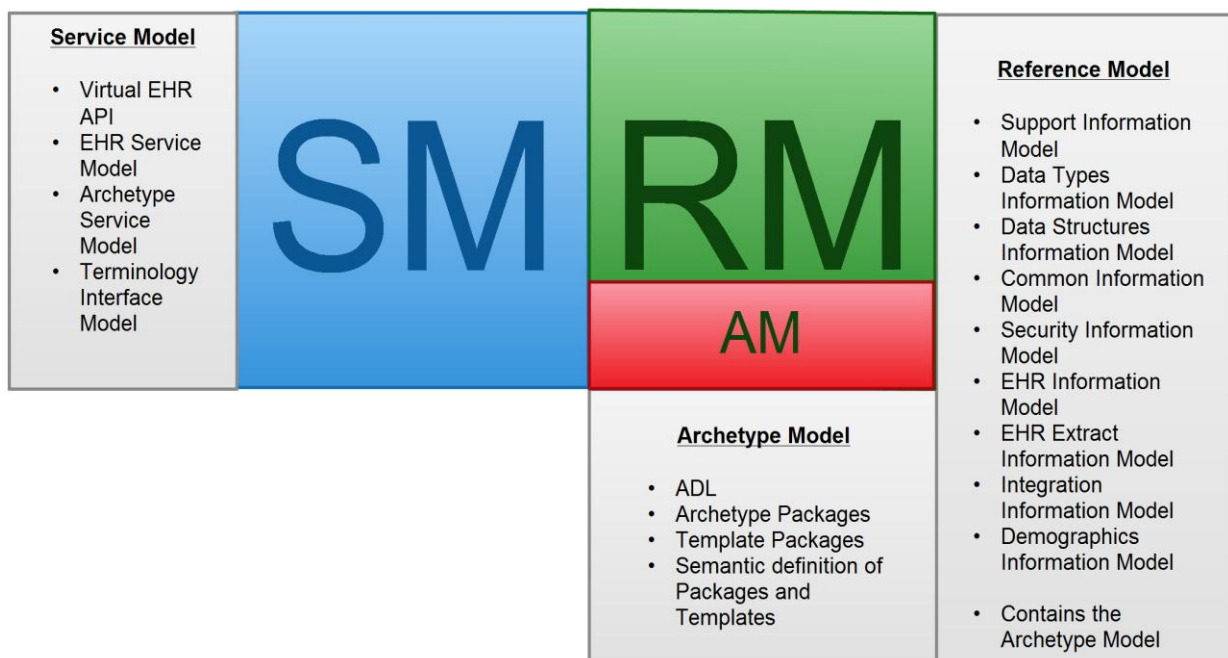 Service Model
• Virtual EHR
API
• EHR Service
Model
• Archetype
Service
Model
• Terminology
Interface
Model
SM
RM
AM
Archetype Model
• ADL
• Archetype Packages
• Template Packages
• Semantic definition of
Packages and
Templates
Reference Model
• Support Information
Model
• Data Types
Information Model
• Data Structures
Information Model
• Common Information
Model
• Security Information
Model
• EHR Information
Model
• EHR Extract
Information Model
• Integration
Information Model
• Demographics
Information Model
• Contains the
Archetype Model